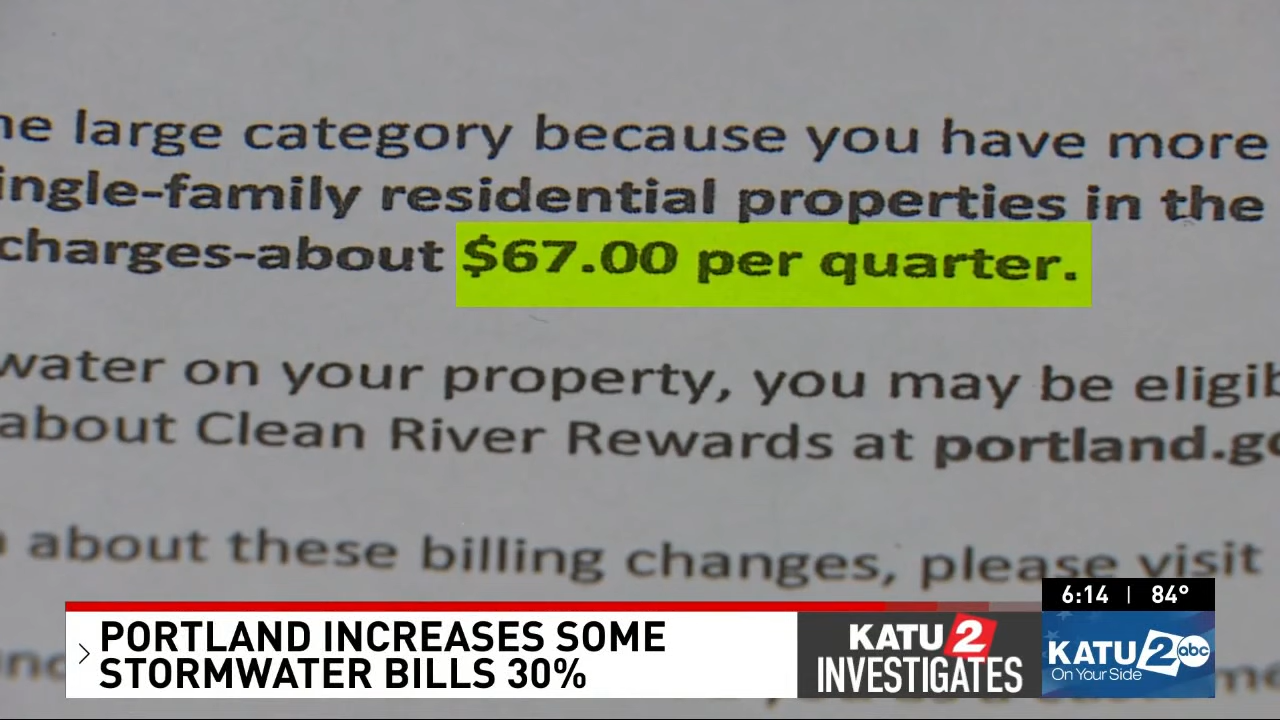 he large category because you have more
ingle-family residential properties in the
charges-about $67.00 per quarter.
water on your property, you may be eligib
about Clean River Rewards at portland.go
about these billing changes, please visit
PORTLAND INCREASES SOME
STORMWATER BILLS 30%
KATU 2
INVESTIGATES
6:14 | 84°
KATU 2 abc
On Your Side